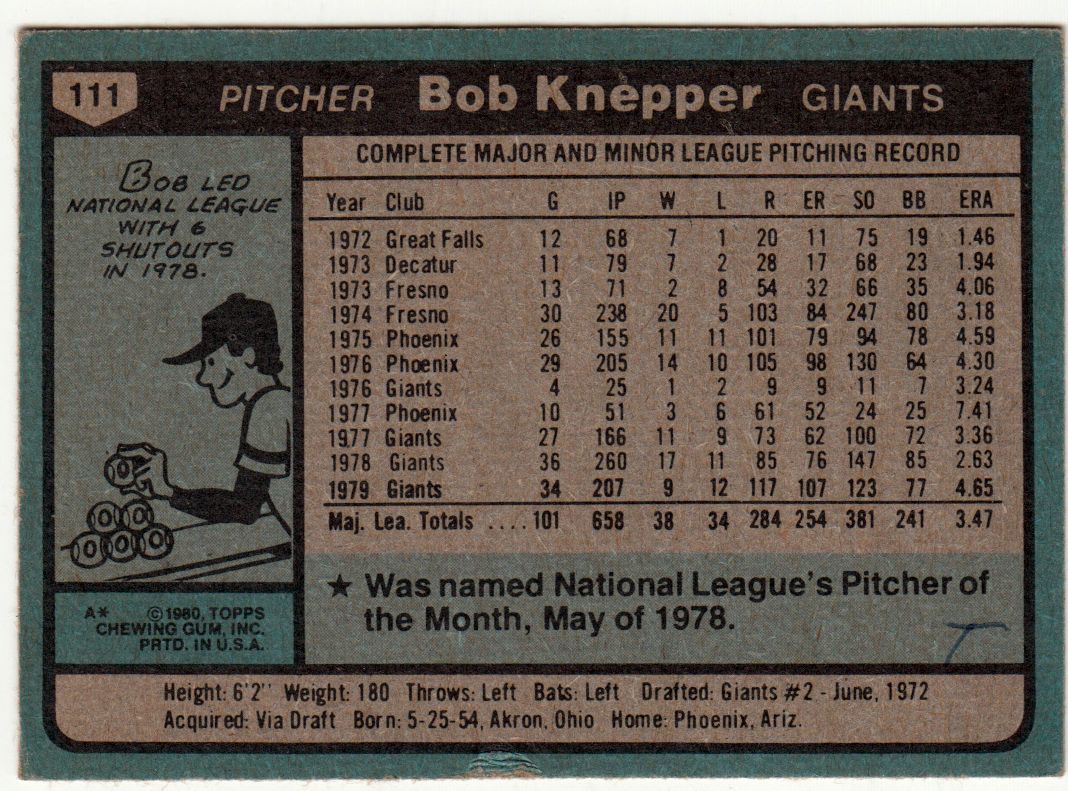 111 PITCHER Bob Knepper GIANTS
BOB LED
NATIONAL LEAGUE
WITH 6
SHUTOUTS
IN 1978.
A* © 1980, TOPPS
CHEWING GUM, INC.
PRTD. IN U.S.A.
COMPLETE MAJOR AND MINOR LEAGUE PITCHING RECORD
Year Club G IP W L R ER SO BB ERA
1972 Great Falls 12 68 7 1 20 11 75 19 1.46
1973 Decatur 11 79 7 2 28 17 68 23 1.94
1973 Fresno 13 71 2 8 54 32 66 35 4.06
1974 Fresno 30 238 20 5 103 84 247 80 3.18
1975 Phoenix 26 155 11 11 101 79 94 78 4.59
1976 Phoenix 29 205 14 10 105 98 130 64 4.30
1976 Giants 4 25 1 2 9 9 11 7 3.24
1977 Phoenix 10 51 3 6 61 52 24 25 7.41
1977 Giants 27 166 11 9 73 62 100 72 3.36
1978 Giants 36 260 17 11 85 76 147 85 2.63
1979 Giants 34 207 9 12 117 107 123 77 4.65
Maj. Lea. Totals ....101 658 38 34 284 254 381 241 3.47
★ Was named National League's Pitcher of
the Month, May of 1978.
Height: 6'2" Weight: 180 Throws: Left Bats: Left Drafted: Giants #2 - June, 1972
Acquired: Via Draft Born: 5-25-54, Akron, Ohio Home: Phoenix, Ariz.